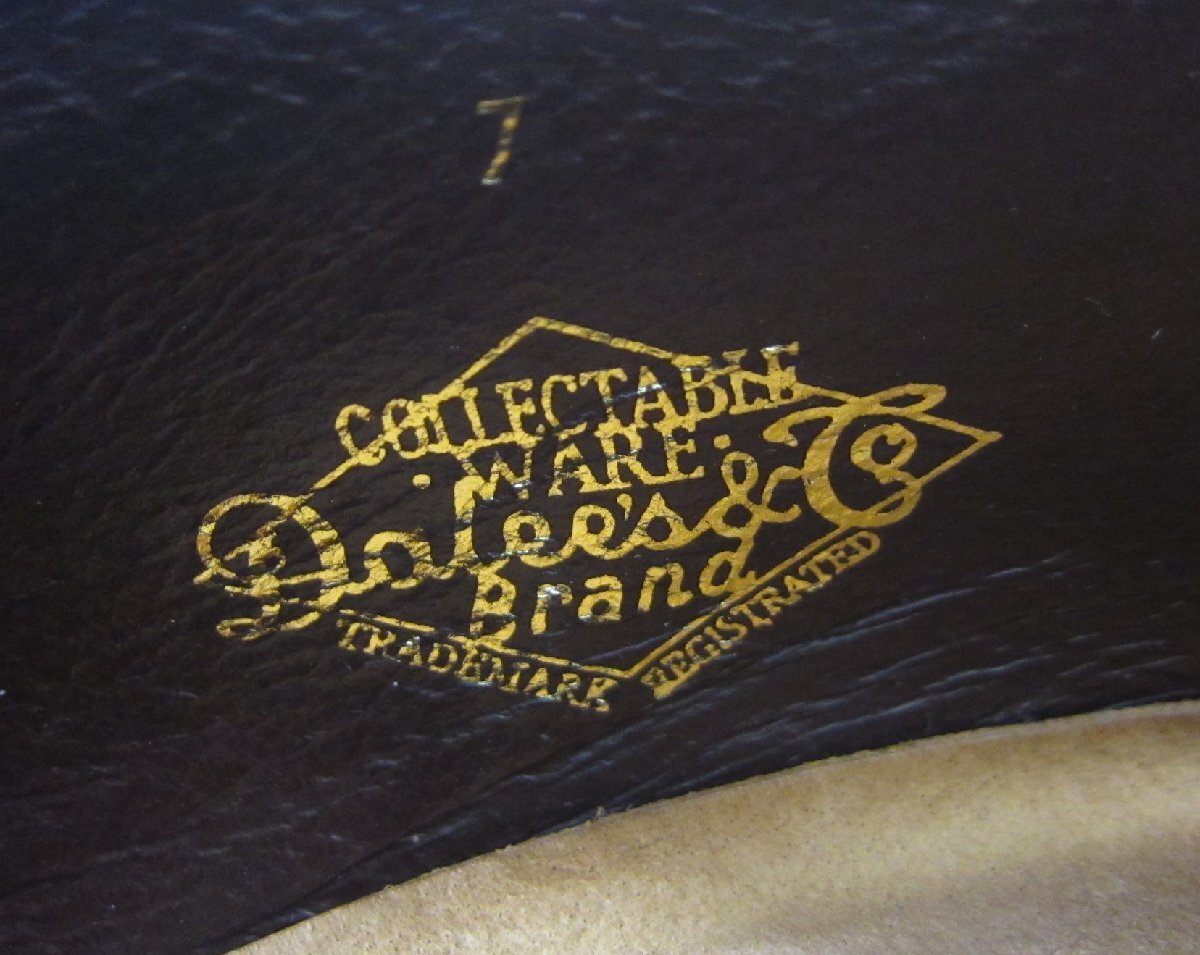 7
COLLECTABLE
WARE
Dalee's & Co
Brand
TRADEMARK REGISTRATED